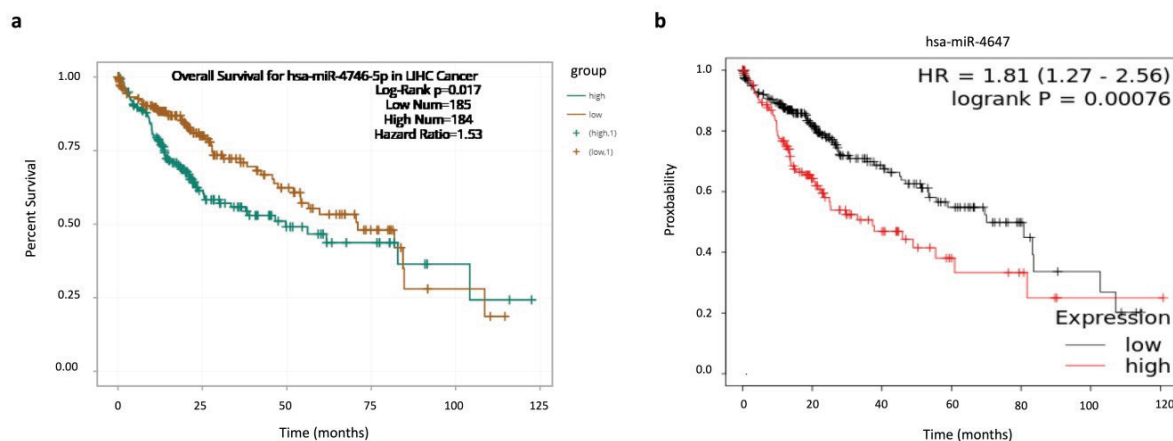 a
Overall Survival for hsa-miR-4746-5p in LIHC Cancer
Log-Rank p=0.017
Low Num=185
High Num=184
Hazard Ratio=1.53
group
high
low
(high,1)
(low,1)
Percent Survival
1.00
0.75
0.50
0.25
0.00
0
25
50
75
100
125
Time (months)
b
hsa-miR-4647
HR = 1.81 (1.27 - 2.56)
logrank P = 0.00076
Proxbability
1.0
0.8
0.6
0.4
0.2
0.0
Expression
low
high
0
20
40
60
80
100
120
Time (months)